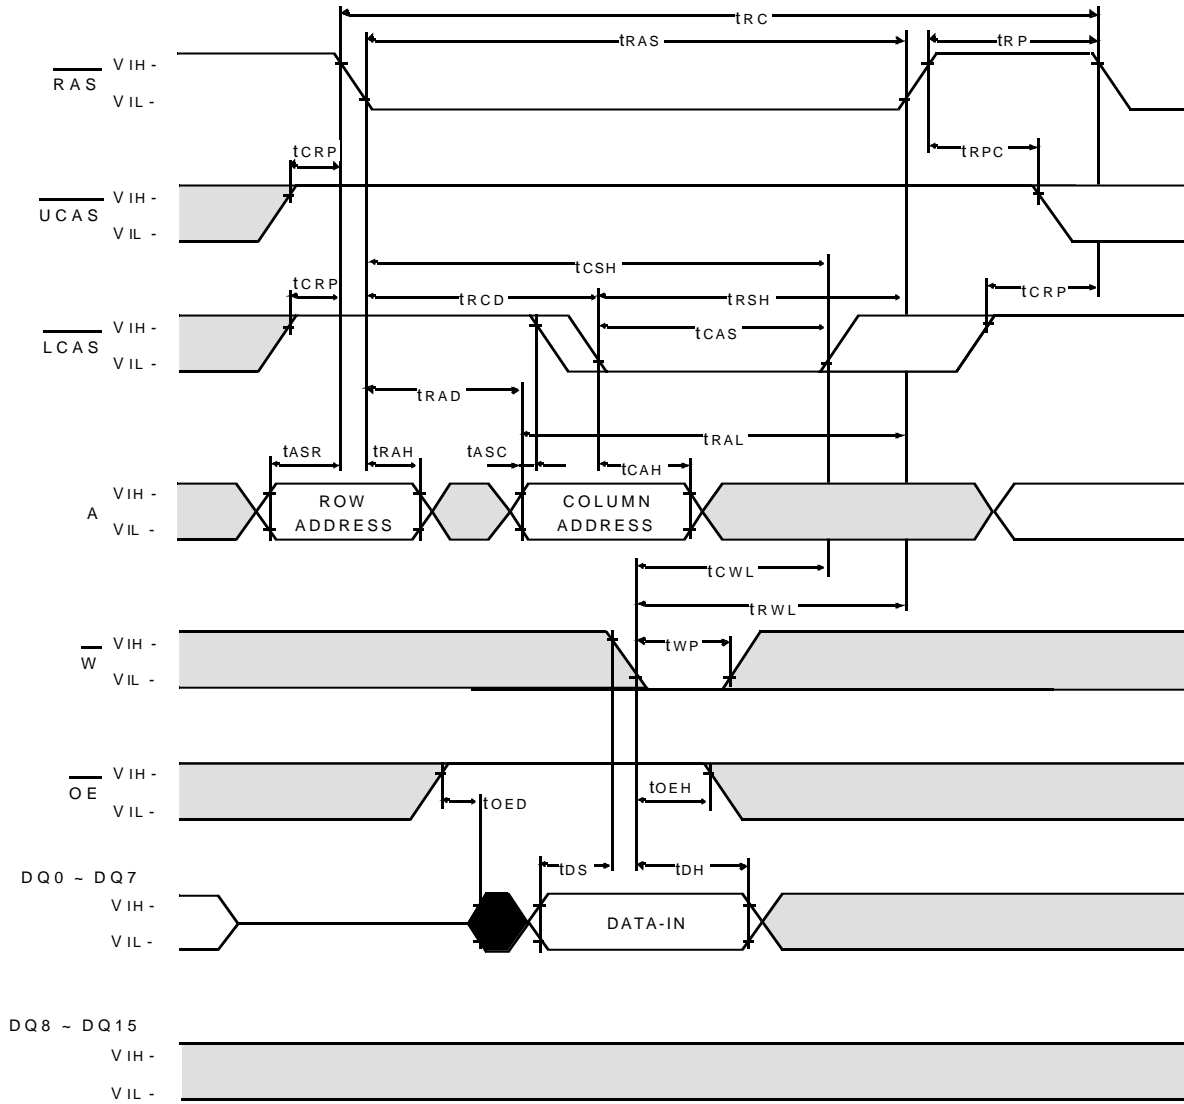 tRC
tRAS
tRP
RAS
VIH -
VIL -
tCRP
tRPC
UCAS
VIH -
VIL -
tCSH
tCRP
tRCD
tRSH
tCRP
LCAS
VIH -
VIL -
tCAS
tRAD
tRAL
tASR
tRAH
tASC
tCAH
A
VIH -
VIL -
ROW
ADDRESS
COLUMN
ADDRESS
tCWL
tRWL
W
VIH -
VIL -
tWP
OE
VIH -
VIL -
tOED
tOEH
tDS
tDH
DQ0 ~ DQ7
VIH -
VIL -
DATA-IN
DQ8 ~ DQ15
VIH -
VIL -